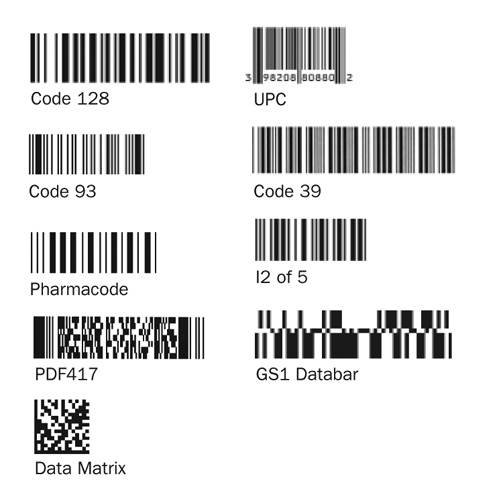 Code 128
3 98208 80880 2
UPC
Code 93
Code 39
Pharmacode
I2 of 5
PDF417
GS1 Databar
Data Matrix